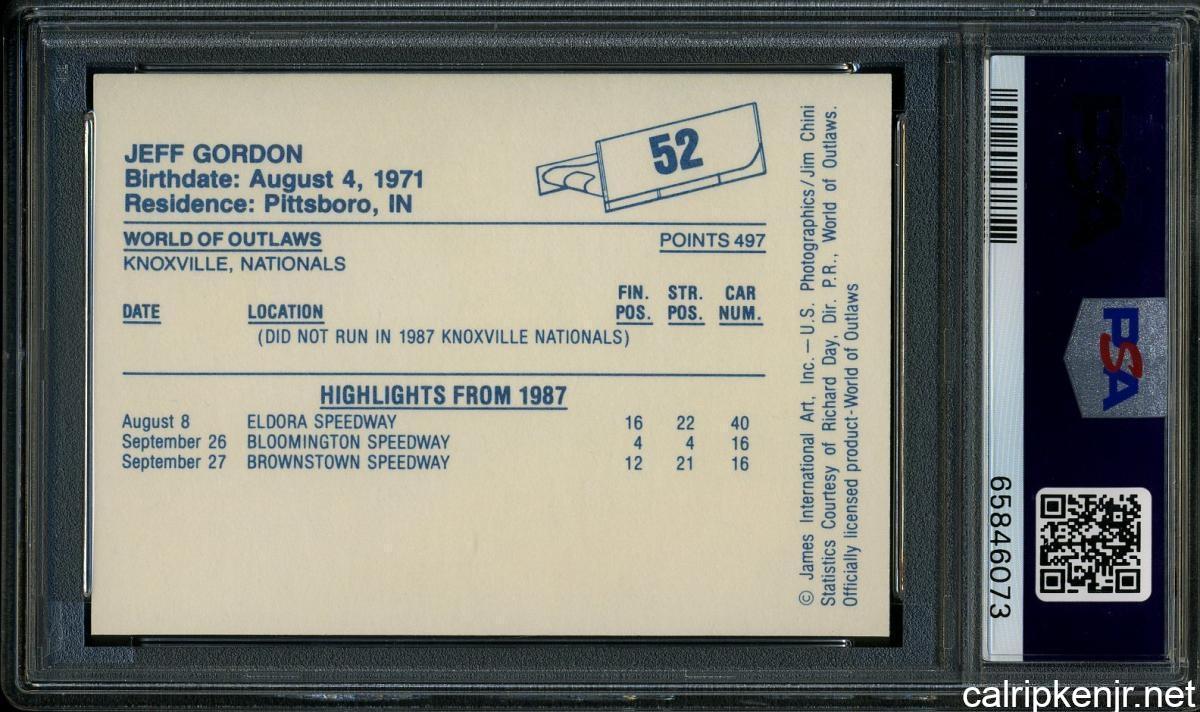 JEFF GORDON
Birthdate: August 4, 1971
Residence: Pittsboro, IN
52
WORLD OF OUTLAWS POINTS 497
KNOXVILLE, NATIONALS
DATE LOCATION FIN. POS. STR. POS. CAR NUM.
(DID NOT RUN IN 1987 KNOXVILLE NATIONALS)
HIGHLIGHTS FROM 1987
August 8 ELDORA SPEEDWAY 16 22 40
September 26 BLOOMINGTON SPEEDWAY 4 4 16
September 27 BROWNSTOWN SPEEDWAY 12 21 16
© James International Art, Inc.—U.S. Photographics/Jim Chini
Statistics Courtesy of Richard Day, Dir. P.R., World of Outlaws.
Officially licensed product-World of Outlaws
PSA
PSA
65846073
calripkenjr.net